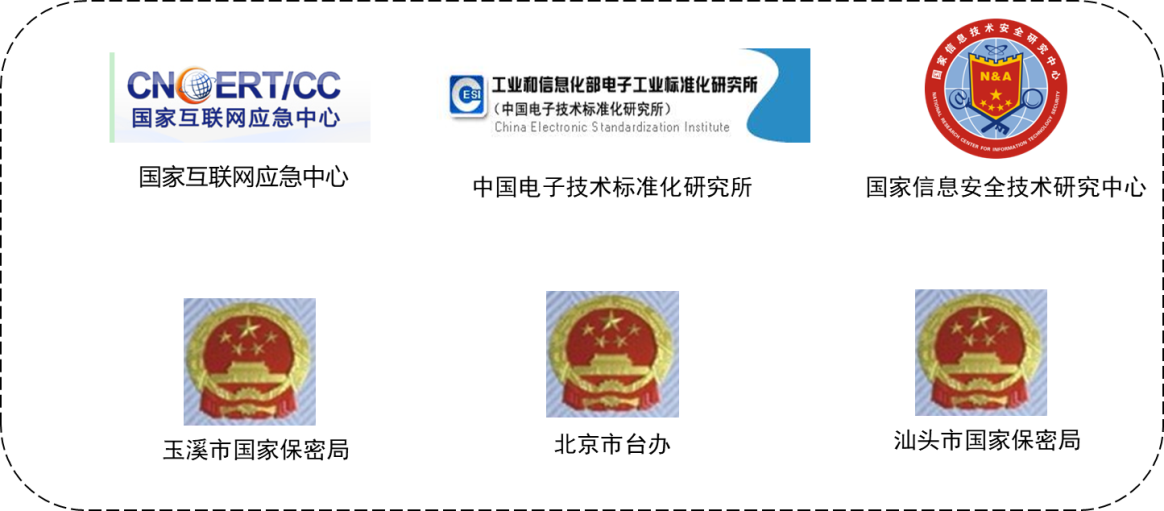 CNCERT/CC
国家互联网应急中心
国家互联网应急中心
CESI
工业和信息化部电子工业标准化研究所
（中国电子技术标准化研究所）
China Electronic Standardization Institute
中国电子技术标准化研究所
国家信息技术安全研究中心
N&A
NATIONAL RESEARCH CENTER FOR INFORMATION TECHNOLOGY SECURITY
国家信息安全技术研究中心
玉溪市国家保密局
北京市台办
汕头市国家保密局